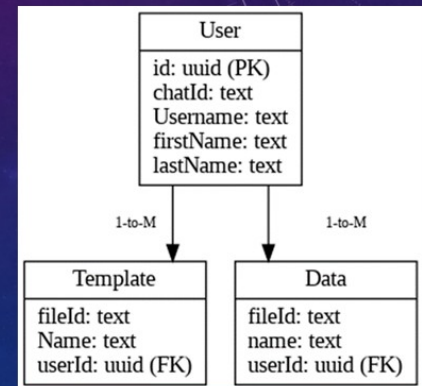 User
id: uuid (PK)
chatId: text
Username: text
firstName: text
lastName: text
1-to-M
1-to-M
Template
fileId: text
Name: text
userId: uuid (FK)
Data
fileId: text
name: text
userId: uuid (FK)